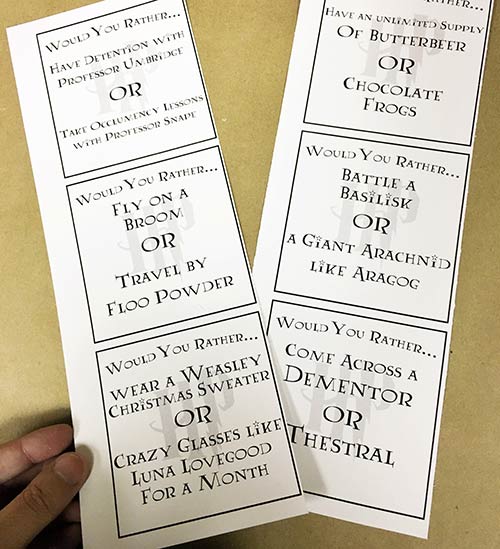 Would You Rather...
Have Detention with
Professor Umbridge
OR
Take Occlumency Lessons
with Professor Snape
Would You Rather...
Fly on a
Broom
OR
Travel by
Floo Powder
Would You Rather...
wear a Weasley
Christmas Sweater
OR
Crazy Glasses like
Luna Lovegood
For a Month
Would You Rather...
Have an unlimited Supply
Of Butterbeer
OR
Chocolate
Frogs
Would You Rather...
Battle a
Basilisk
OR
a Giant Arachnid
like Aragog
Would You Rather...
Come Across a
Dementor
OR
Thestral